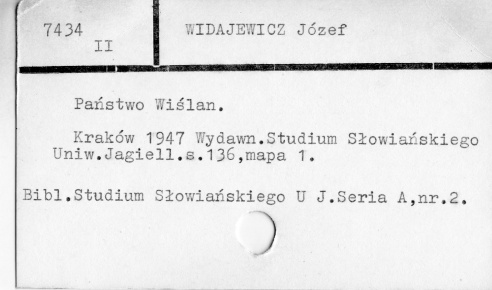 7434
II
WIDAJEWICZ Józef
Państwo Wiślan.
Kraków 1947 Wydawn.Studium Słowiańskiego
Uniw.Jagiell.s.136,mapa 1.
Bibl.Studium Słowiańskiego U J.Seria A,nr.2.